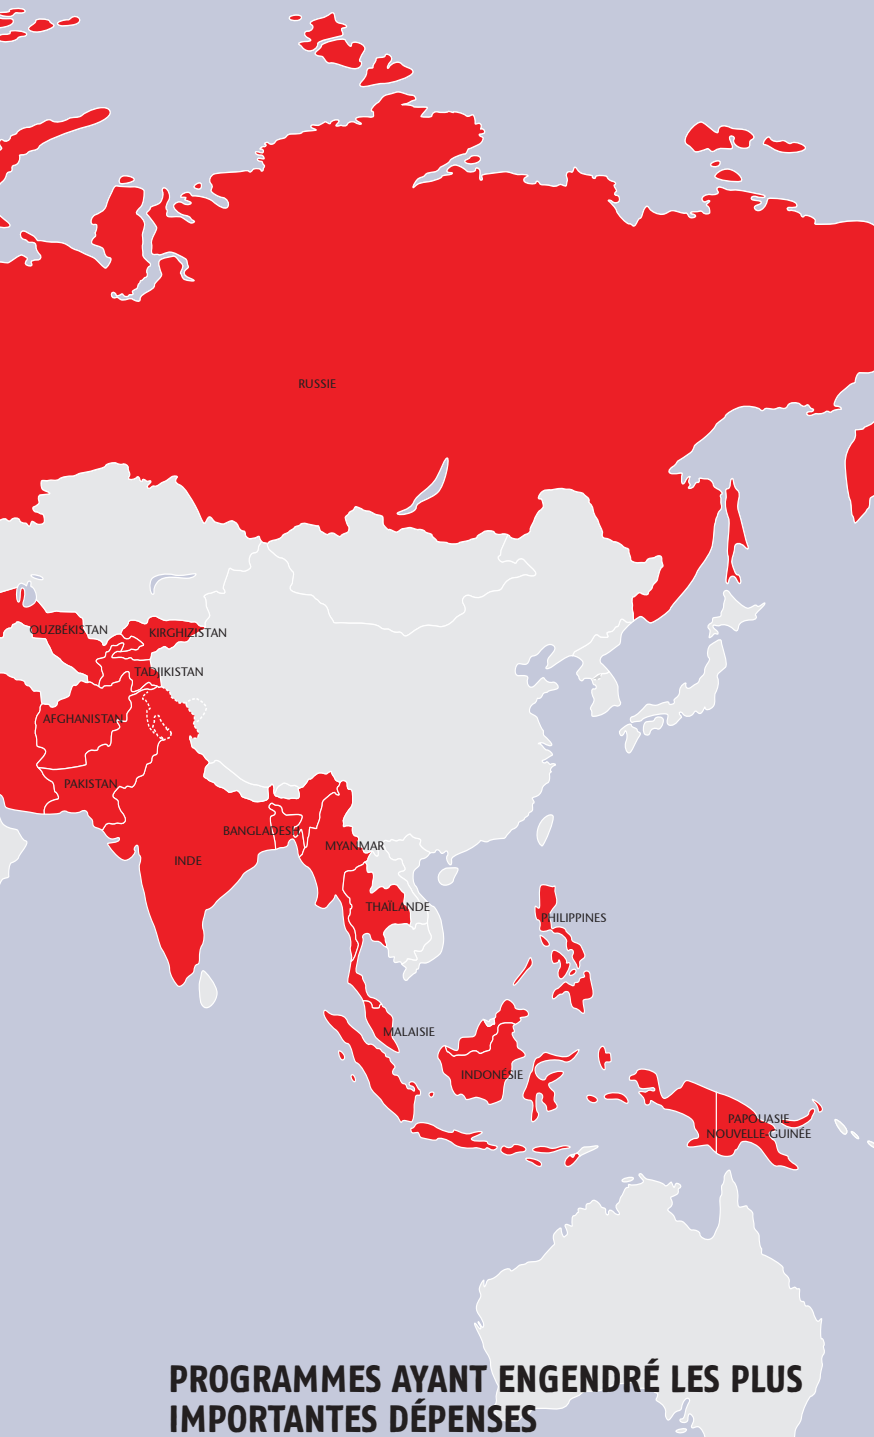 RUSSIE
OUZBÉKISTAN
KIRGHIZISTAN
TADJIKISTAN
AFGHANISTAN
PAKISTAN
BANGLADESH
MYANMAR
INDE
THAÏLANDE
PHILIPPINES
MALAISIE
INDONÉSIE
PAPOUASIE
NOUVELLE-GUINÉE
PROGRAMMES AYANT ENGENDRÉ LES PLUS
IMPORTANTES DÉPENSES